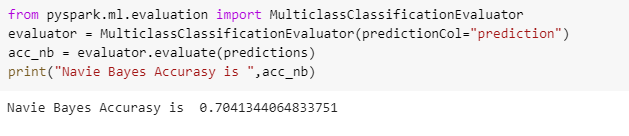 from pyspark.ml.evaluation import MulticlassClassificationEvaluator
evaluator = MulticlassClassificationEvaluator(predictionCol="prediction")
acc_nb = evaluator.evaluate(predictions)
print("Navie Bayes Accurasy is ",acc_nb)
Navie Bayes Accurasy is  0.7041344064833751